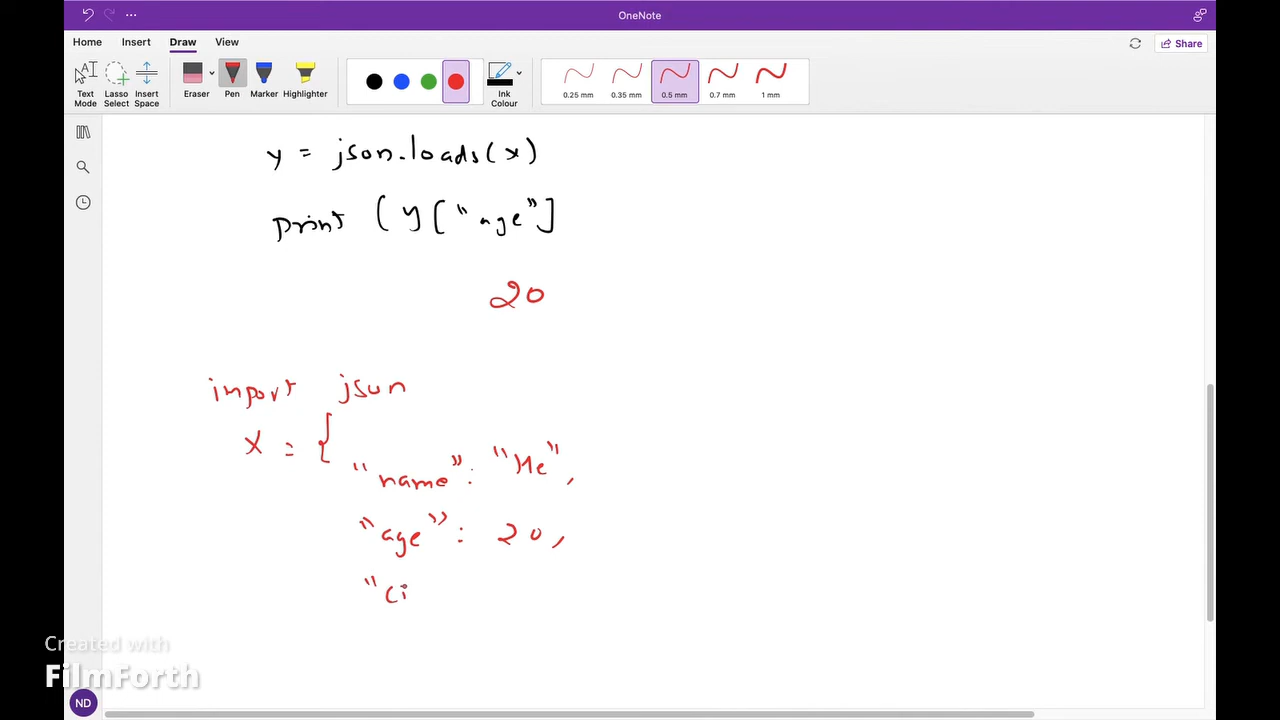 OneNote
Home Insert Draw View Share
Text Mode Lasso Select Insert Space Eraser Pen Marker Highlighter Ink Colour 0.25 mm 0.35 mm 0.5 mm 0.7 mm 1 mm
y = json.loads(x)
print (y["age"]
20
import json
x = {
"name": "He",
"age": 20,
"Ci
Created with
FilmForth
ND